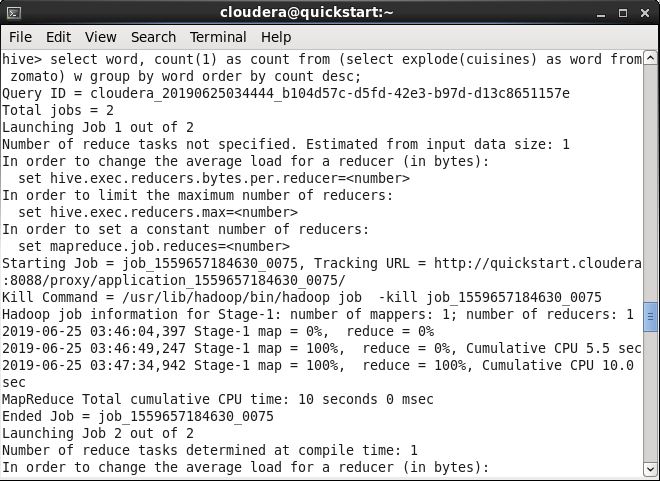 cloudera@quickstart:~
File Edit View Search Terminal Help
hive> select word, count(1) as count from (select explode(cuisines) as word from
 zomato) w group by word order by count desc;
Query ID = cloudera_20190625034444_b104d57c-d5fd-42e3-b97d-d13c8651157e
Total jobs = 2
Launching Job 1 out of 2
Number of reduce tasks not specified. Estimated from input data size: 1
In order to change the average load for a reducer (in bytes):
  set hive.exec.reducers.bytes.per.reducer=<number>
In order to limit the maximum number of reducers:
  set hive.exec.reducers.max=<number>
In order to set a constant number of reducers:
  set mapreduce.job.reduces=<number>
Starting Job = job_1559657184630_0075, Tracking URL = http://quickstart.cloudera
:8088/proxy/application_1559657184630_0075/
Kill Command = /usr/lib/hadoop/bin/hadoop job  -kill job_1559657184630_0075
Hadoop job information for Stage-1: number of mappers: 1; number of reducers: 1
2019-06-25 03:46:04,397 Stage-1 map = 0%,  reduce = 0%
2019-06-25 03:46:49,247 Stage-1 map = 100%,  reduce = 0%, Cumulative CPU 5.5 sec
2019-06-25 03:47:34,942 Stage-1 map = 100%,  reduce = 100%, Cumulative CPU 10.0
sec
MapReduce Total cumulative CPU time: 10 seconds 0 msec
Ended Job = job_1559657184630_0075
Launching Job 2 out of 2
Number of reduce tasks determined at compile time: 1
In order to change the average load for a reducer (in bytes):